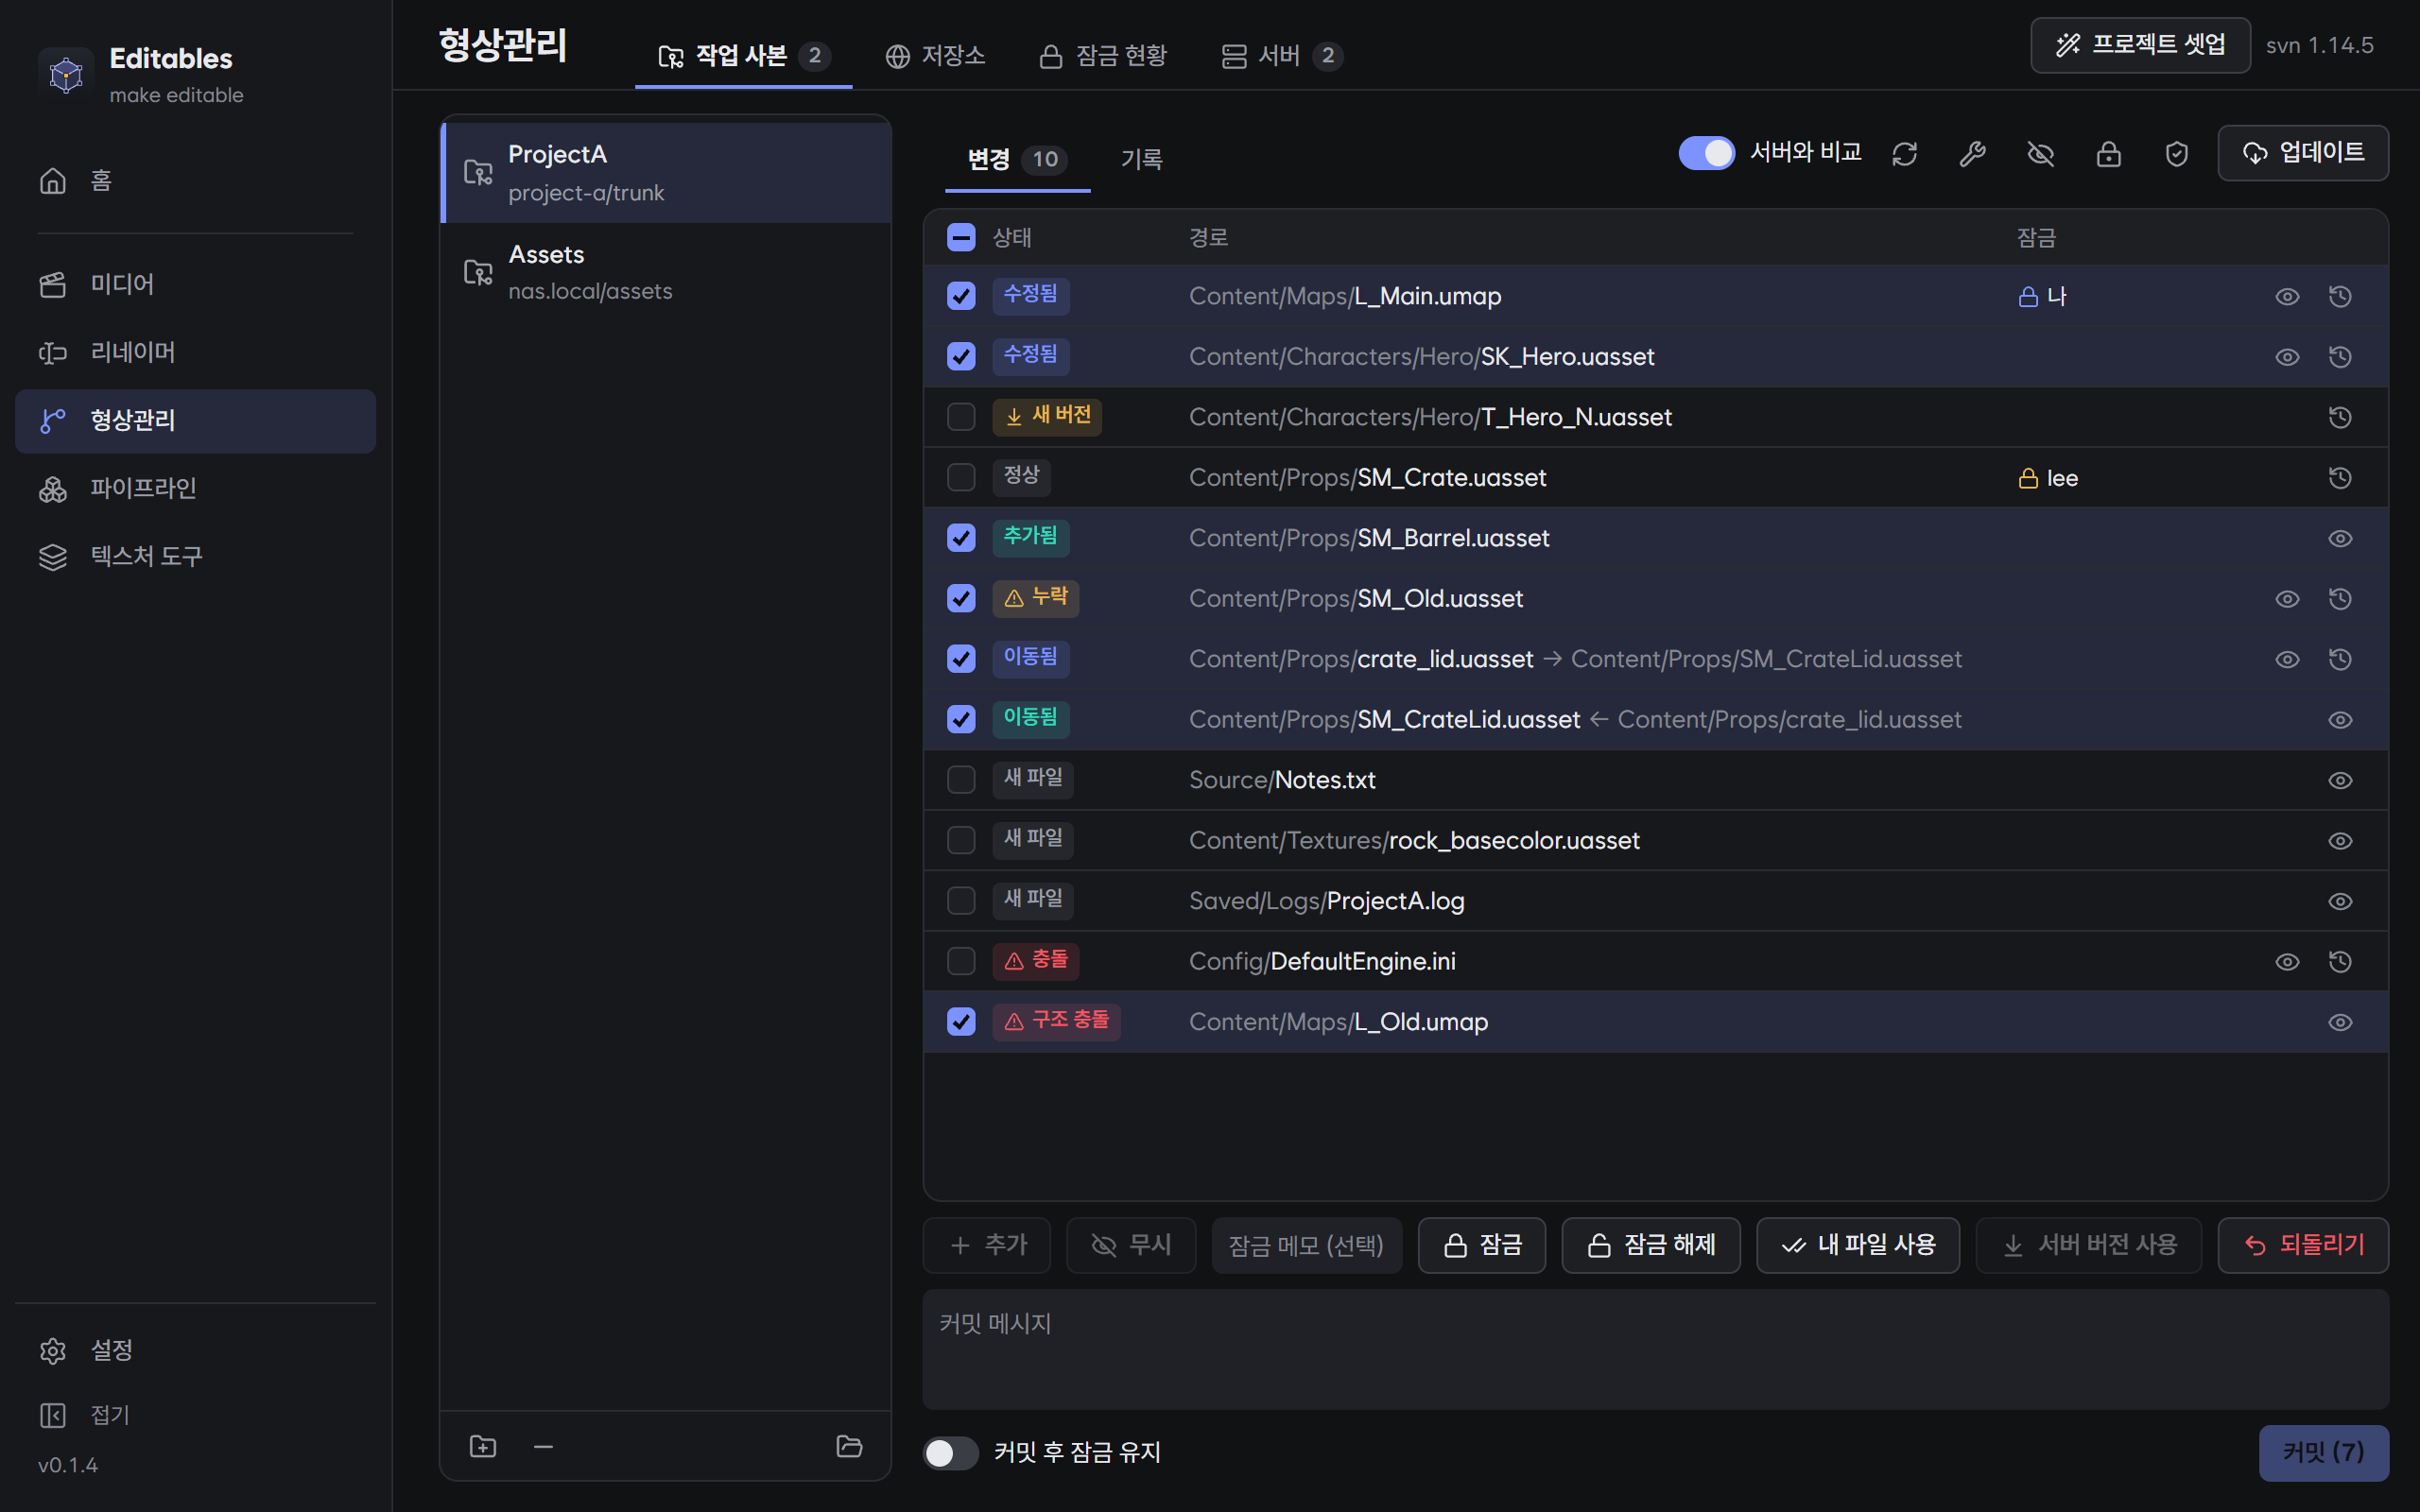 Editables
make editable
홈
미디어
리네이머
형상관리
파이프라인
텍스처 도구
설정
접기
v0.1.4
형상관리
작업 사본 2
저장소
잠금 현황
서버 2
프로젝트 셋업
svn 1.14.5
ProjectA
project-a/trunk
Assets
nas.local/assets
변경 10
기록
서버와 비교
업데이트
상태 경로 잠금
수정됨 Content/Maps/L_Main.umap 나
수정됨 Content/Characters/Hero/SK_Hero.uasset
새 버전 Content/Characters/Hero/T_Hero_N.uasset
정상 Content/Props/SM_Crate.uasset lee
추가됨 Content/Props/SM_Barrel.uasset
누락 Content/Props/SM_Old.uasset
이동됨 Content/Props/crate_lid.uasset → Content/Props/SM_CrateLid.uasset
이동됨 Content/Props/SM_CrateLid.uasset ← Content/Props/crate_lid.uasset
새 파일 Source/Notes.txt
새 파일 Content/Textures/rock_basecolor.uasset
새 파일 Saved/Logs/ProjectA.log
충돌 Config/DefaultEngine.ini
구조 충돌 Content/Maps/L_Old.umap
추가
무시
잠금 메모 (선택)
잠금
잠금 해제
내 파일 사용
서버 버전 사용
되돌리기
커밋 메시지
커밋 후 잠금 유지
커밋 (7)